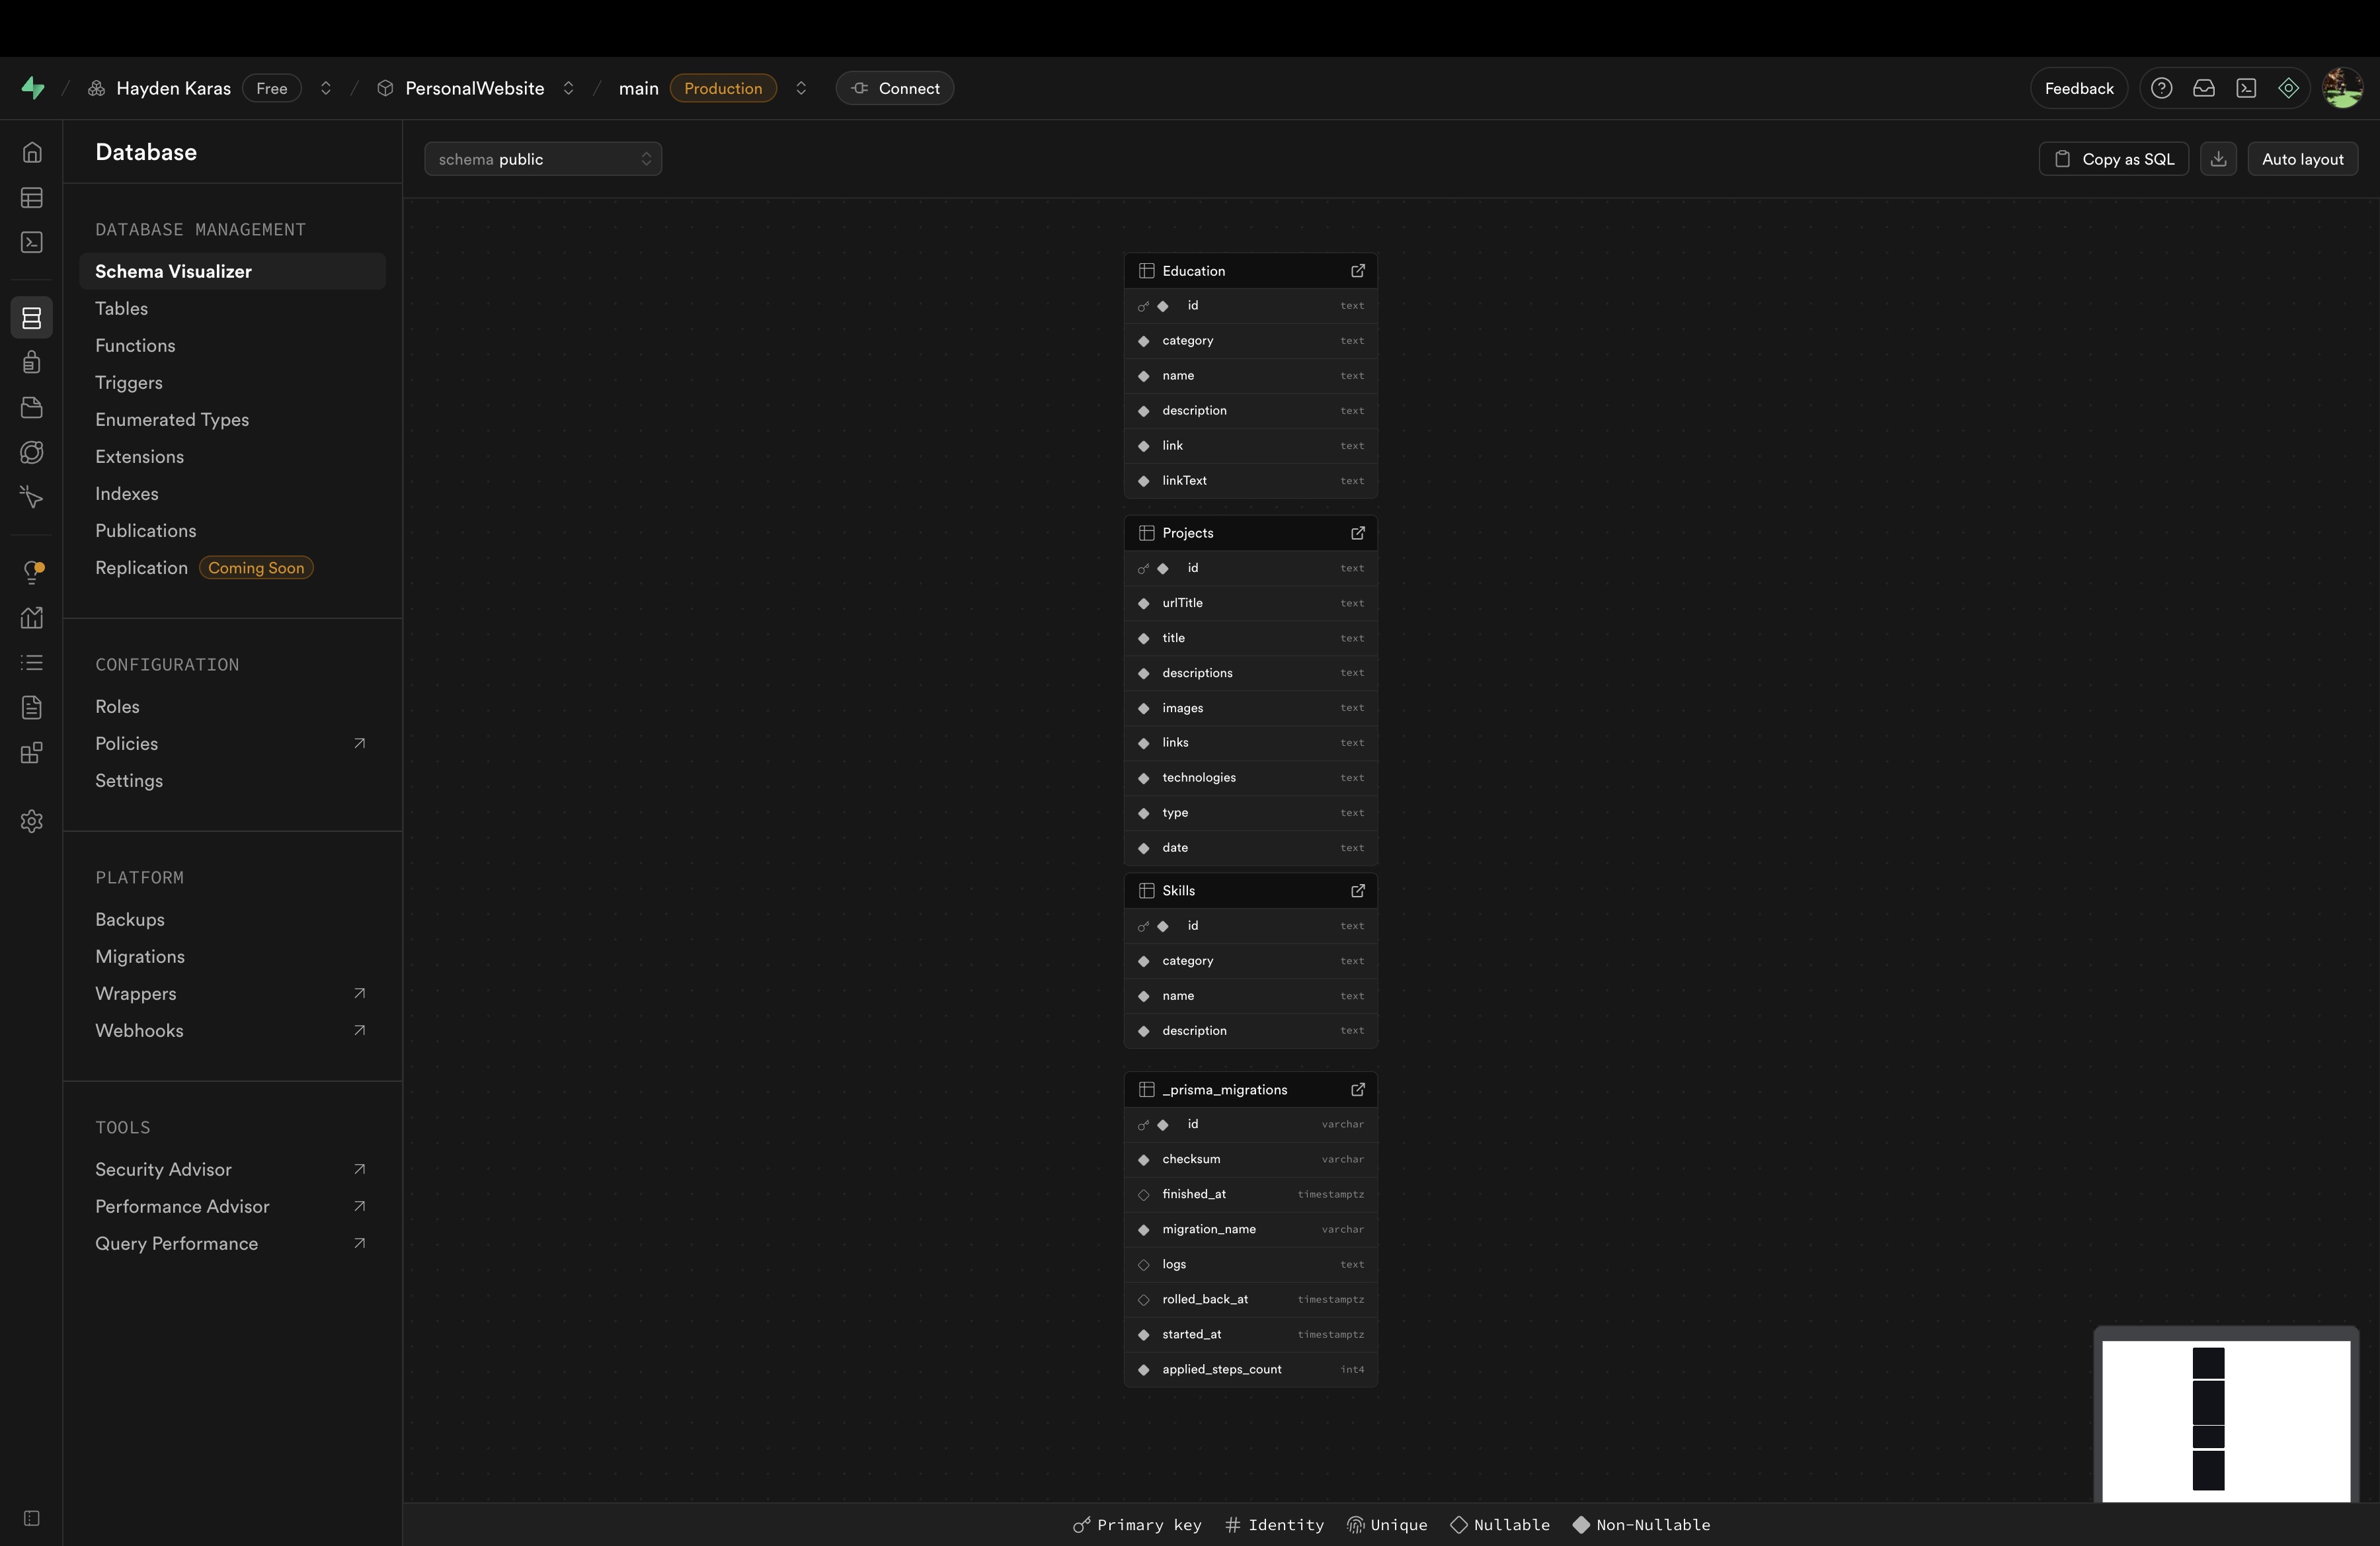 Hayden Karas Free PersonalWebsite main Production Connect Feedback
Database
DATABASE MANAGEMENT
Schema Visualizer
Tables
Functions
Triggers
Enumerated Types
Extensions
Indexes
Publications
Replication Coming Soon
CONFIGURATION
Roles
Policies
Settings
PLATFORM
Backups
Migrations
Wrappers
Webhooks
TOOLS
Security Advisor
Performance Advisor
Query Performance
schema public
Copy as SQL
Auto layout
Education
id text
category text
name text
description text
link text
linkText text
Projects
id text
urlTitle text
title text
descriptions text
images text
links text
technologies text
type text
date text
Skills
id text
category text
name text
description text
_prisma_migrations
id varchar
checksum varchar
finished_at timestamptz
migration_name varchar
logs text
rolled_back_at timestamptz
started_at timestamptz
applied_steps_count int4
Primary key Identity Unique Nullable Non-Nullable